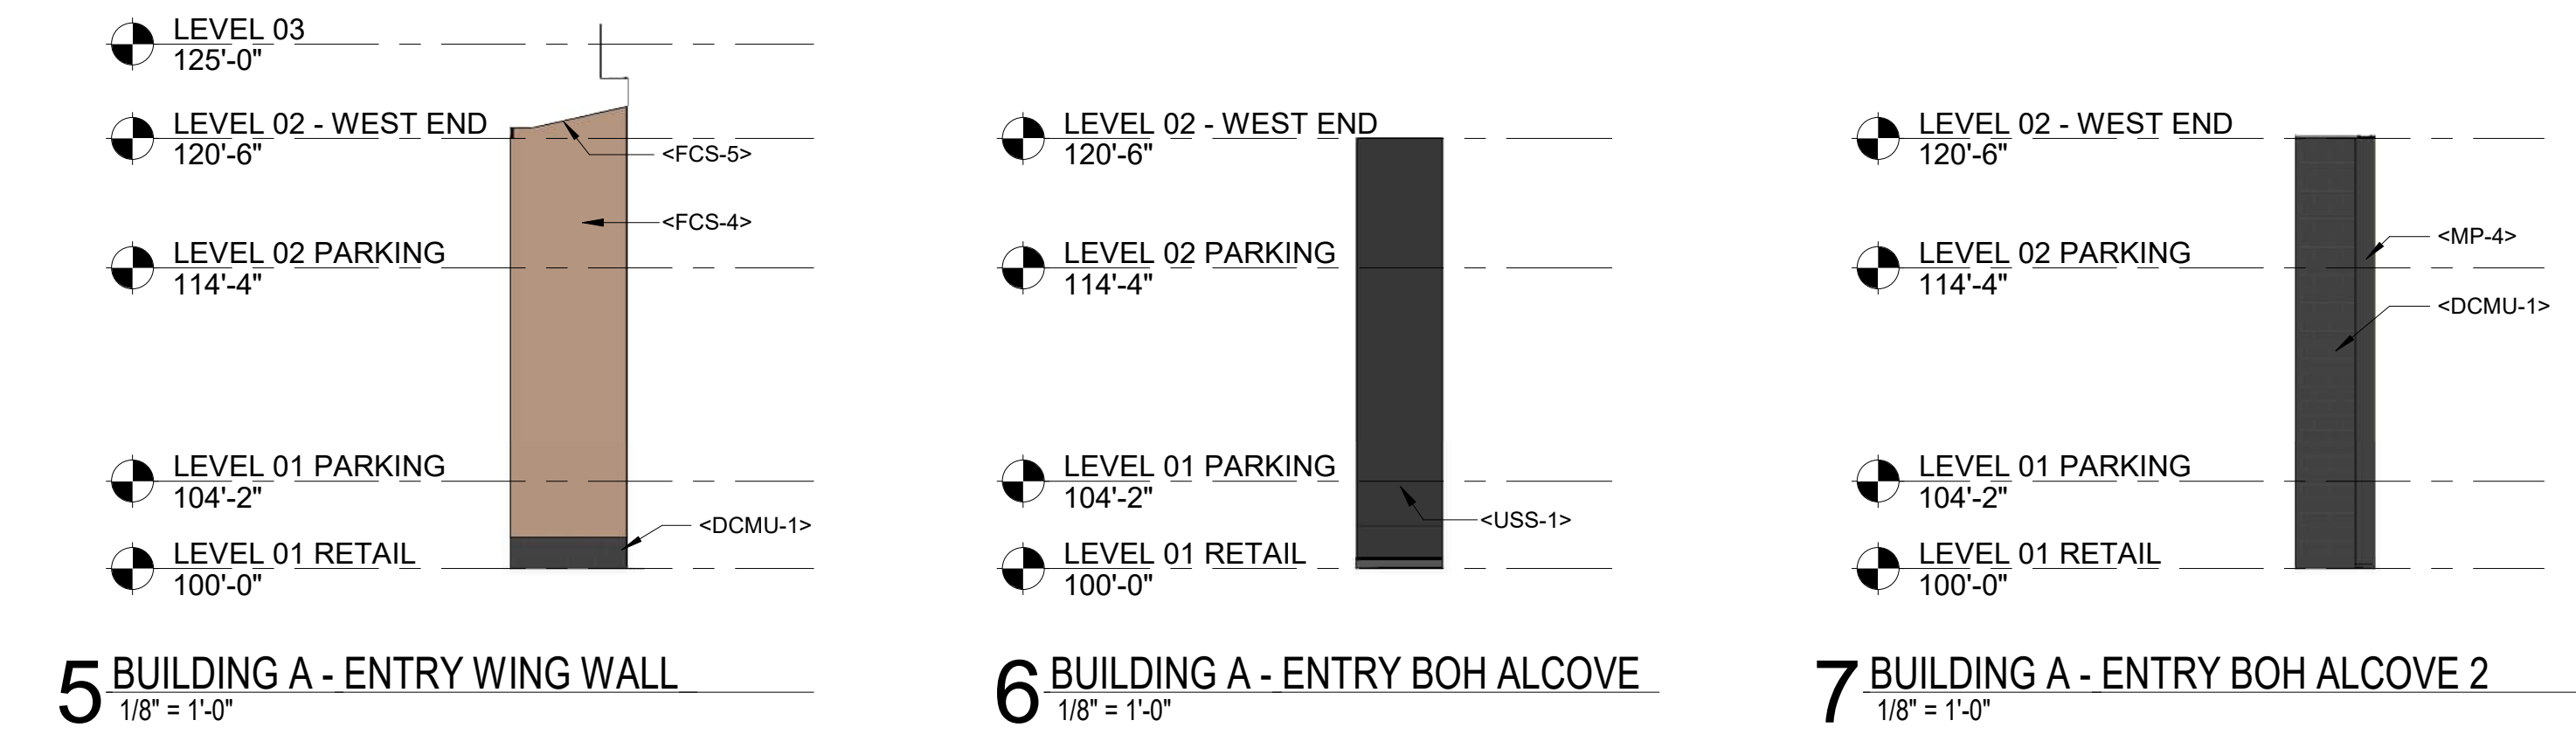 LEVEL 03
125'-0"
LEVEL 02 - WEST END
120'-6"
<FCS-5>
<FCS-4>
LEVEL 02 PARKING
114'-4"
LEVEL 01 PARKING
104'-2"
<DCMU-1>
LEVEL 01 RETAIL
100'-0"
5 BUILDING A - ENTRY WING WALL
1/8" = 1'-0"
LEVEL 02 - WEST END
120'-6"
LEVEL 02 PARKING
114'-4"
LEVEL 01 PARKING
104'-2"
<USS-1>
LEVEL 01 RETAIL
100'-0"
6 BUILDING A - ENTRY BOH ALCOVE
1/8" = 1'-0"
LEVEL 02 - WEST END
120'-6"
<MP-4>
LEVEL 02 PARKING
114'-4"
<DCMU-1>
LEVEL 01 PARKING
104'-2"
LEVEL 01 RETAIL
100'-0"
7 BUILDING A - ENTRY BOH ALCOVE 2
1/8" = 1'-0"